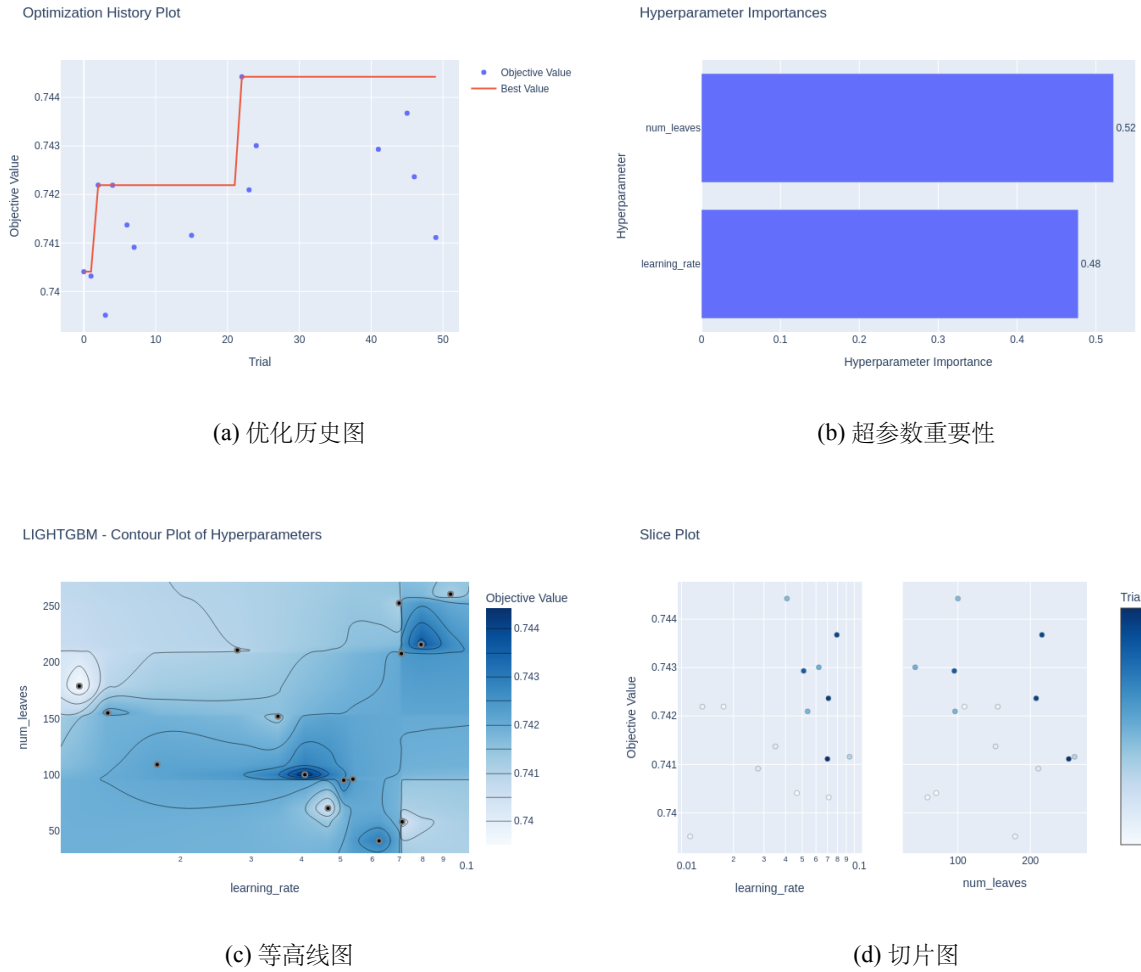 Optimization History Plot
Objective Value
Best Value
0.744
0.743
0.742
0.741
0.74
Objective Value
0
10
20
30
40
50
Trial
(a) 优化历史图
Hyperparameter Importances
num_leaves
0.52
learning_rate
0.48
Hyperparameter
0
0.1
0.2
0.3
0.4
0.5
Hyperparameter Importance
(b) 超参数重要性
LIGHTGBM - Contour Plot of Hyperparameters
250
200
150
100
50
num_leaves
2
3
4
5
6
7
8
9
0.1
learning_rate
Objective Value
0.744
0.743
0.742
0.741
0.74
(c) 等高线图
Slice Plot
0.744
0.743
0.742
0.741
0.74
Objective Value
0.01
2
3
4
5
6
7
8
9
0.1
learning_rate
100
200
num_leaves
Tria
(d) 切片图